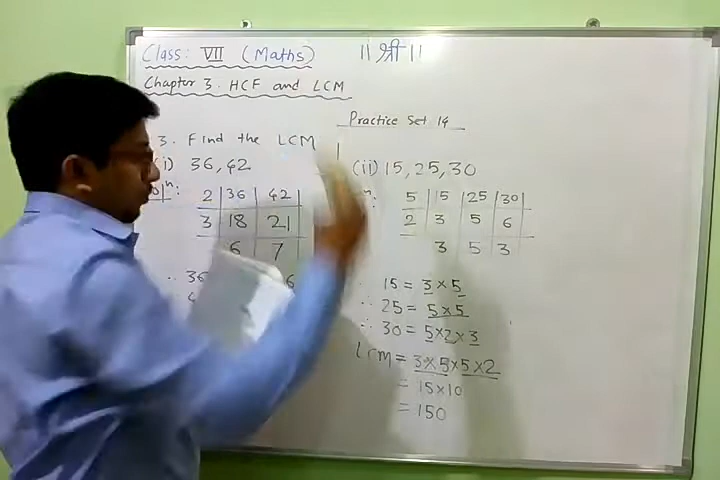 Class: VII (Maths) ॥ श्री ॥
Chapter 3. HCF and LCM
Practice Set 14
3. Find the LCM
(i) 36, 42
2 36 42
3 18 21
6 7
∴ 36
6
(ii) 15, 25, 30
5 15 25 30
2 3 5 6
3 5 3
∴ 15 = 3 × 5
∴ 25 = 5 × 5
∴ 30 = 5 × 2 × 3
LCM = 3 × 5 × 5 × 2
= 15 × 10
= 150